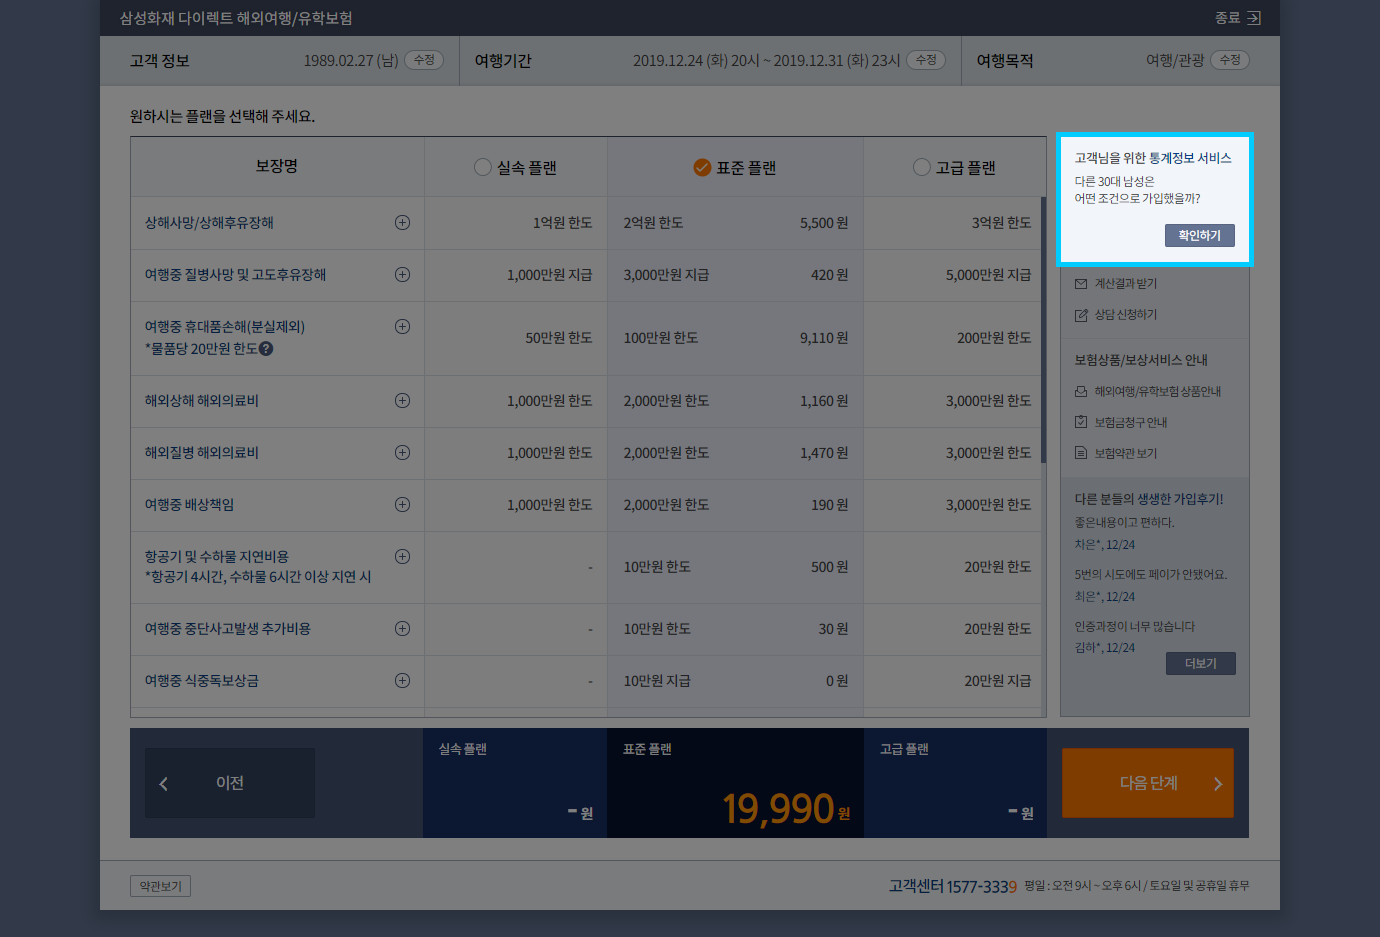 삼성화재 다이렉트 해외여행/유학보험
종료
고객 정보 1989.02.27 (남) 수정 여행기간 2019.12.24 (화) 20시 ~ 2019.12.31 (화) 23시 수정 여행목적 여행/관광 수정
원하시는 플랜을 선택해 주세요.
보장명 실속 플랜 표준 플랜 고급 플랜
상해사망/상해후유장해 1억원 한도 2억원 한도 5,500 원 3억원 한도
여행중 질병사망 및 고도후유장해 1,000만원 지급 3,000만원 지급 420 원 5,000만원 지급
여행중 휴대품손해(분실제외)
*물품당 20만원 한도? 50만원 한도 100만원 한도 9,110 원 200만원 한도
해외상해 해외의료비 1,000만원 한도 2,000만원 한도 1,160 원 3,000만원 한도
해외질병 해외의료비 1,000만원 한도 2,000만원 한도 1,470 원 3,000만원 한도
여행중 배상책임 1,000만원 한도 2,000만원 한도 190 원 3,000만원 한도
항공기 및 수하물 지연비용
*항공기 4시간, 수하물 6시간 이상 지연 시 - 10만원 한도 500 원 20만원 한도
여행중 중단사고발생 추가비용 - 10만원 한도 30 원 20만원 한도
여행중 식중독보상금 - 10만원 지급 0 원 20만원 지급
고객님을 위한 통계정보 서비스
다른 30대 남성은
어떤 조건으로 가입했을까?
확인하기
계산결과 받기
상담 신청하기
보험상품/보상서비스 안내
해외여행/유학보험 상품안내
보험금청구 안내
보험약관 보기
다른 분들의 생생한 가입후기!
좋은내용이고 편하다.
차은*, 12/24
5번의 시도에도 페이가 안됐어요.
최은*, 12/24
인증과정이 너무 많습니다
김하*, 12/24
더보기
이전
실속 플랜
- 원
표준 플랜
19,990 원
고급 플랜
- 원
다음 단계
약관보기
고객센터 1577-3339 평일 : 오전 9시 ~ 오후 6시 / 토요일 및 공휴일 휴무